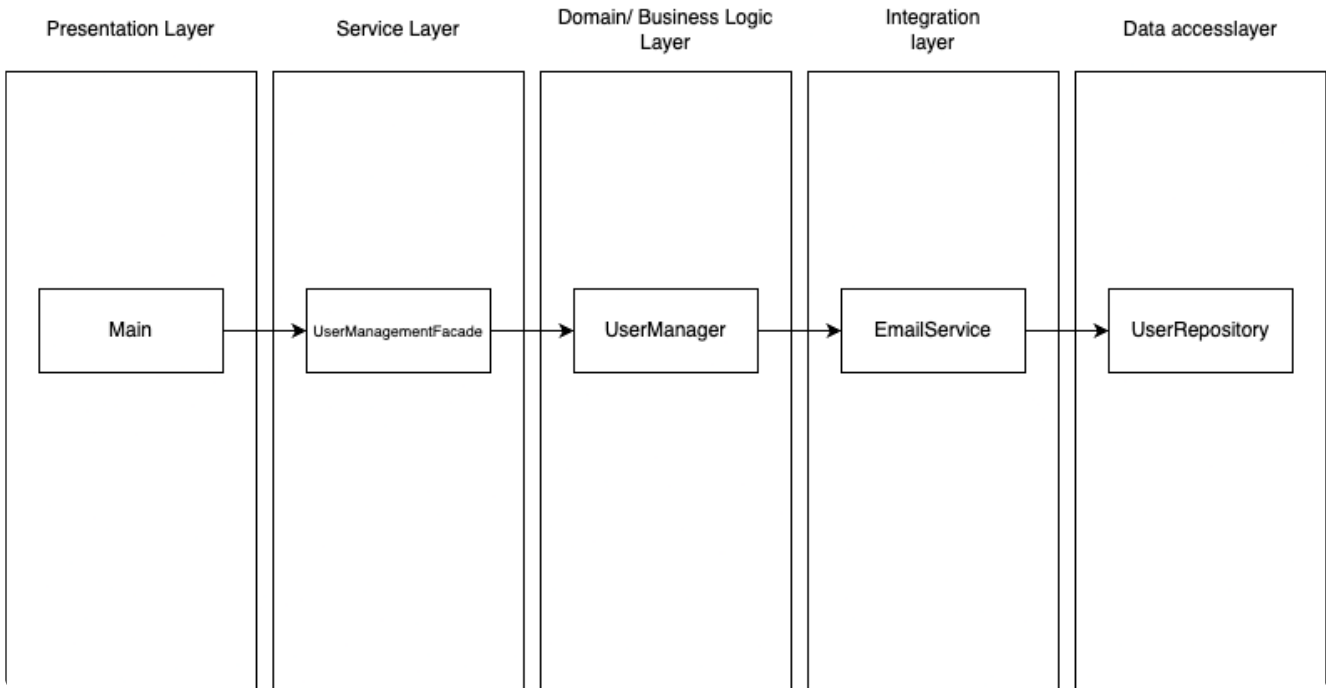 Presentation Layer
Service Layer
Domain/ Business Logic
Layer
Integration
layer
Data accesslayer
Main
UserManagementFacade
UserManager
EmailService
UserRepository